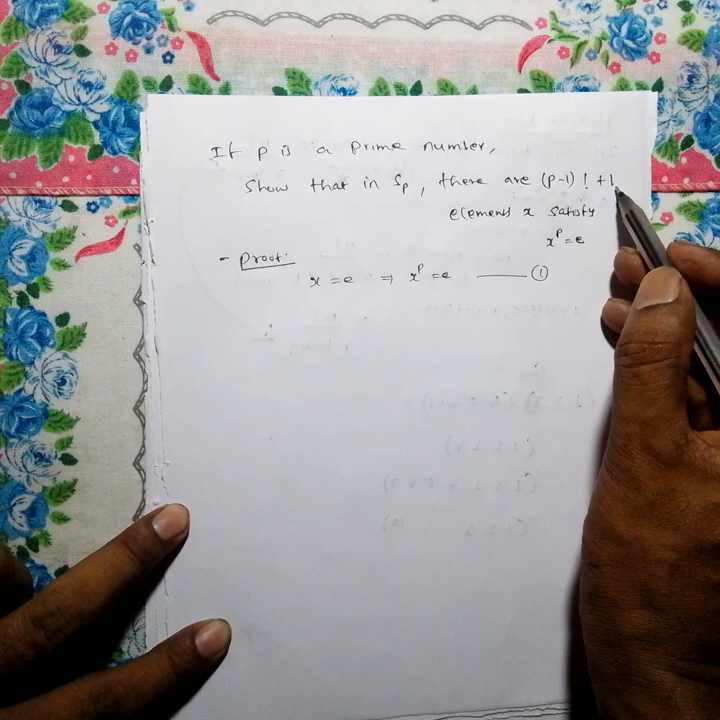 If p is a prime number,
Show that in Sp, there are (p-1)! +1
elements x satisfy
x^p = e
- Proof:
x = e ⇒ x^p = e —— ①